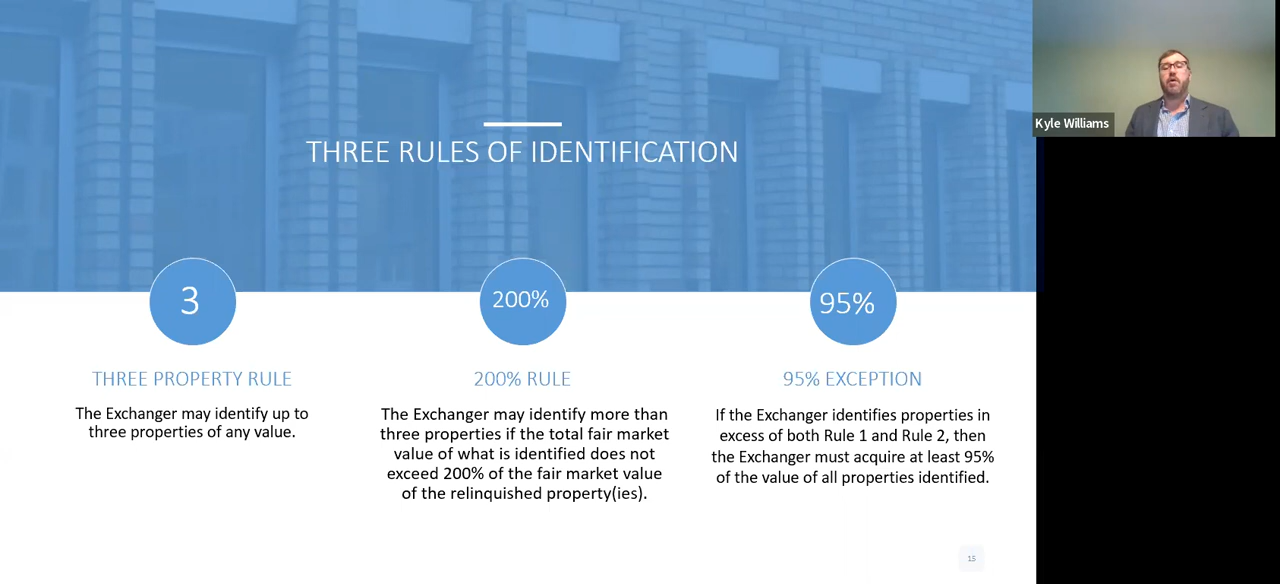 THREE RULES OF IDENTIFICATION
Kyle Williams
3
200%
95%
THREE PROPERTY RULE
The Exchanger may identify up to
three properties of any value.
200% RULE
The Exchanger may identify more than
three properties if the total fair market
value of what is identified does not
exceed 200% of the fair market value
of the relinquished property(ies).
95% EXCEPTION
If the Exchanger identifies properties in
excess of both Rule 1 and Rule 2, then
the Exchanger must acquire at least 95%
of the value of all properties identified.
15